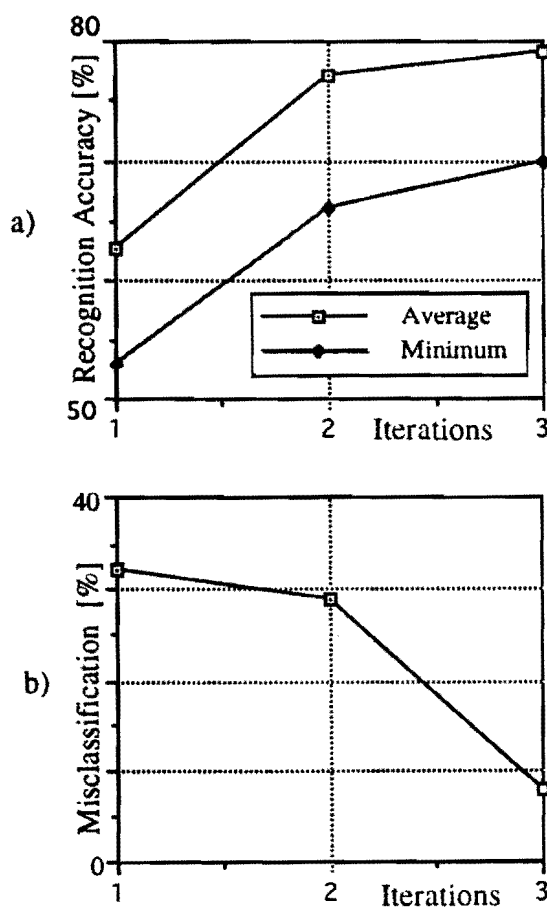 80
Recognition Accuracy [%]
a)
Average
Minimum
50
1 2 Iterations 3
40
Misclassification [%]
b)
0
1 2 Iterations 3